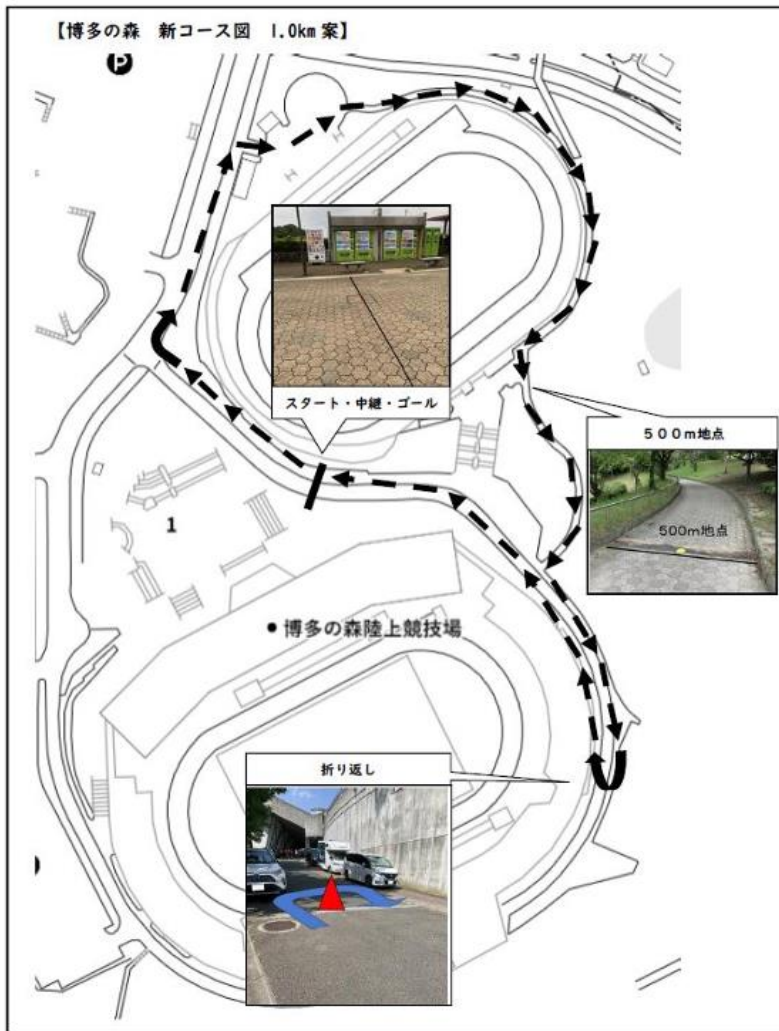 【博多の森　新コース図　1.0km 案】
P
スタート・中継・ゴール
500m地点
500m地点
1
博多の森陸上競技場
折り返し